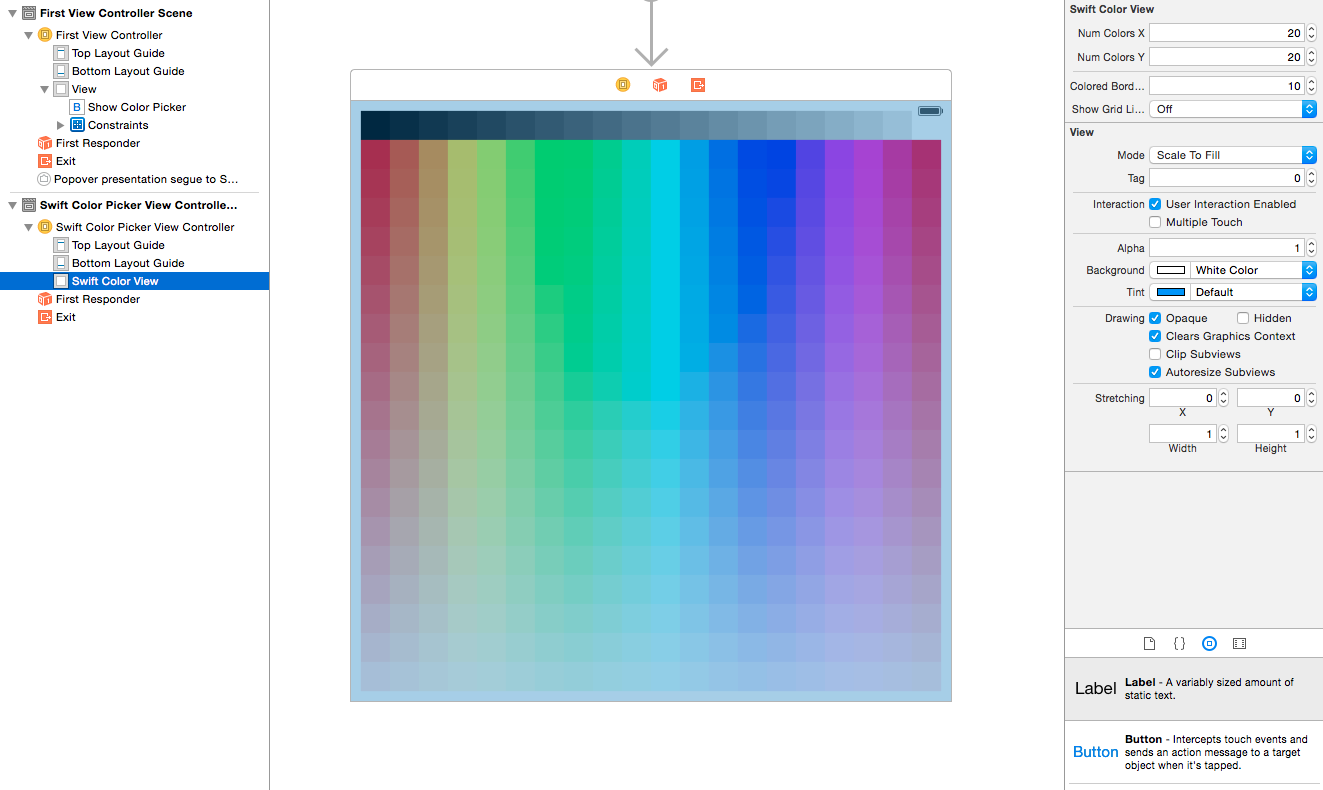 First View Controller Scene
First View Controller
Top Layout Guide
Bottom Layout Guide
View
B Show Color Picker
Constraints
First Responder
Exit
Popover presentation segue to S...
Swift Color Picker View Controlle...
Swift Color Picker View Controller
Top Layout Guide
Bottom Layout Guide
Swift Color View
First Responder
Exit
Swift Color View
Num Colors X 20
Num Colors Y 20
Colored Bord... 10
Show Grid Li... Off
View
Mode Scale To Fill
Tag 0
Interaction User Interaction Enabled
Multiple Touch
Alpha 1
Background White Color
Tint Default
Drawing Opaque Hidden
Clears Graphics Context
Clip Subviews
Autoresize Subviews
Stretching 0 0
X Y
1 1
Width Height
{}
Label Label - A variably sized amount of
static text.
Button Button - Intercepts touch events and
sends an action message to a target
object when it's tapped.